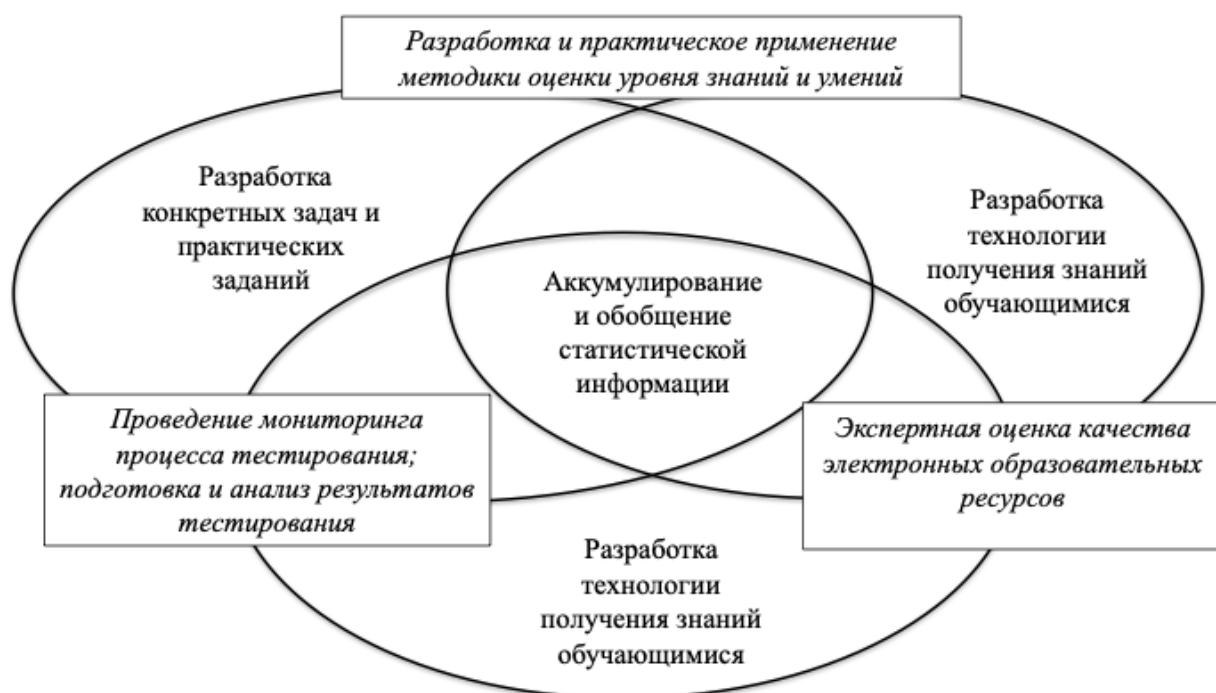 Разработка и практическое применение
методики оценки уровня знаний и умений
Разработка
конкретных задач и
практических
заданий
Разработка
технологии
получения знаний
обучающимися
Аккумулирование
и обобщение
статистической
информации
Проведение мониторинга
процесса тестирования;
подготовка и анализ результатов
тестирования
Экспертная оценка качества
электронных образовательных
ресурсов
Разработка
технологии
получения знаний
обучающимися